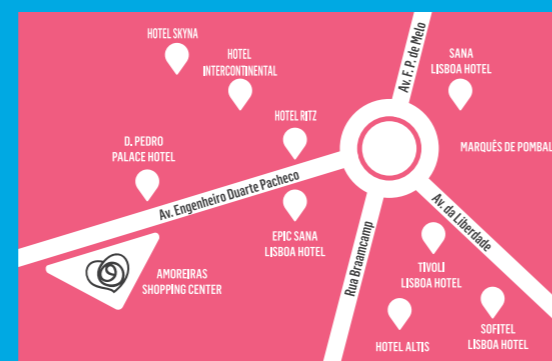 HOTEL SKYNA
HOTEL
INTERCONTINENTAL
Av. F. P. de Melo
SANA
LISBOA HOTEL
HOTEL RITZ
D. PEDRO
PALACE HOTEL
MARQUÊS DE POMBAL
Av. Engenheiro Duarte Pacheco
Av. da Liberdade
EPIC SANA
LISBOA HOTEL
Rua Braamcamp
AMOREIRAS
SHOPPING CENTER
TIVOLI
LISBOA HOTEL
HOTEL ALTIS
SOFITEL
LISBOA HOTEL